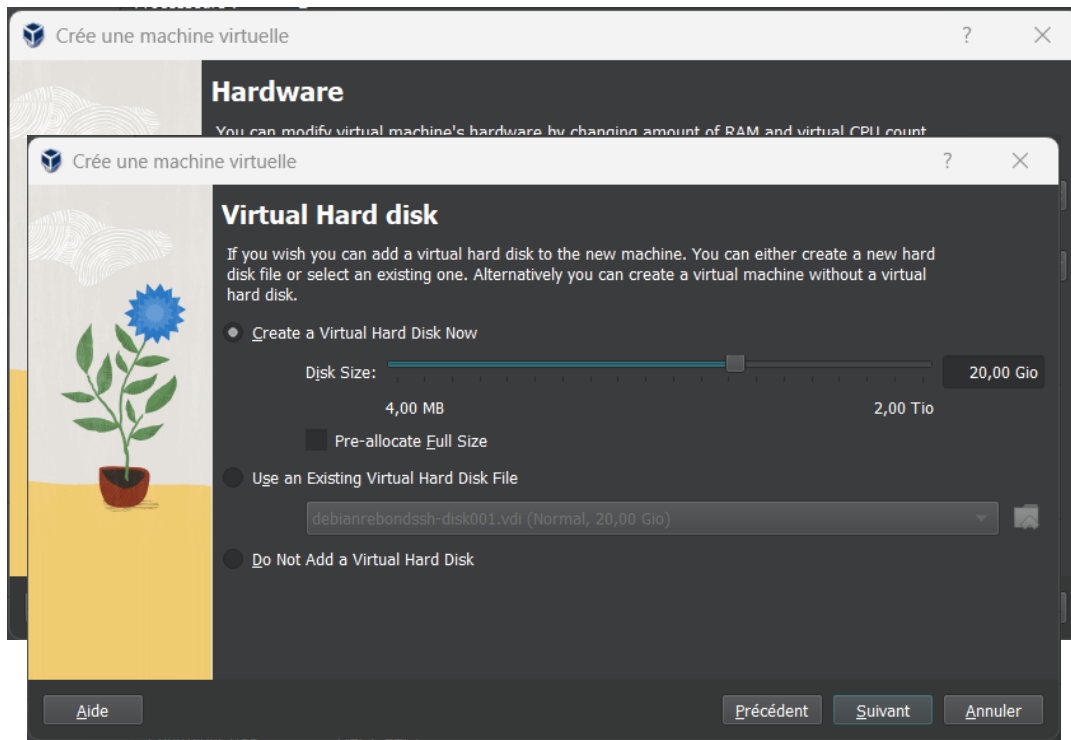 Crée une machine virtuelle
?
Hardware
You can modify virtual machine's hardware by changing amount of RAM and virtual CPU count.
Crée une machine virtuelle
?
Virtual Hard disk
If you wish you can add a virtual hard disk to the new machine. You can either create a new hard
disk file or select an existing one. Alternatively you can create a virtual machine without a virtual
hard disk.
Create a Virtual Hard Disk Now
Disk Size:
20,00 Gio
4,00 MB
2,00 Tio
Pre-allocate Full Size
Use an Existing Virtual Hard Disk File
debianrebondssh-disk001.vdi (Normal, 20,00 Gio)
Do Not Add a Virtual Hard Disk
Aide
Précédent
Suivant
Annuler